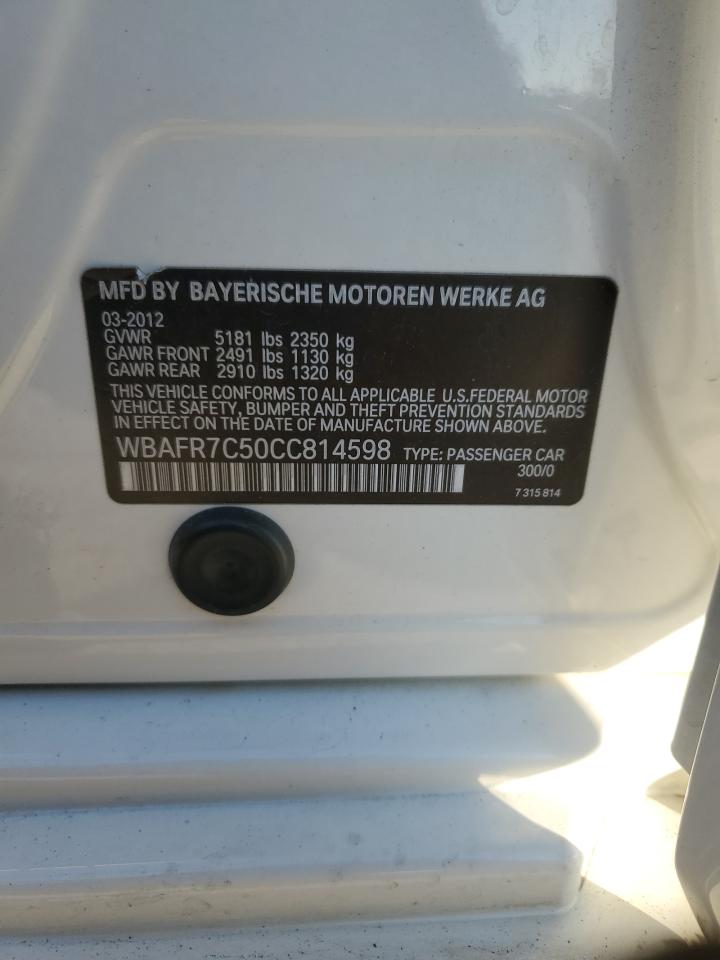 MFD BY BAYERISCHE MOTOREN WERKE AG
03-2012
GVWR 5181 lbs 2350 kg
GAWR FRONT 2491 lbs 1130 kg
GAWR REAR 2910 lbs 1320 kg
THIS VEHICLE CONFORMS TO ALL APPLICABLE U.S.FEDERAL MOTOR
VEHICLE SAFETY, BUMPER AND THEFT PREVENTION STANDARDS
IN EFFECT ON THE DATE OF MANUFACTURE SHOWN ABOVE.
WBAFR7C50CC814598 TYPE: PASSENGER CAR
300/0
7 315 814